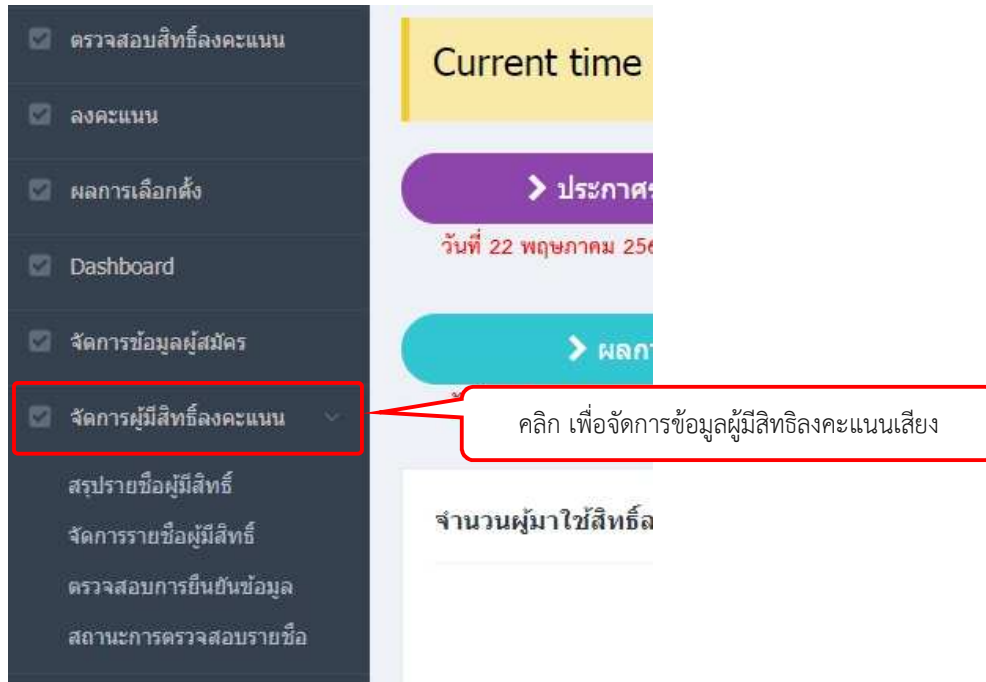 ตรวจสอบสิทธิ์ลงคะแนน
ลงคะแนน
ผลการเลือกตั้ง
Dashboard
จัดการข้อมูลผู้สมัคร
จัดการผู้มีสิทธิ์ลงคะแนน
สรุปรายชื่อผู้มีสิทธิ์
จัดการรายชื่อผู้มีสิทธิ์
ตรวจสอบการยืนยันข้อมูล
สถานะการตรวจสอบรายชื่อ
Current time
ประกาศ
วันที่ 22 พฤษภาคม 256
ผลกา
คลิก เพื่อจัดการข้อมูลผู้มีสิทธิลงคะแนนเสียง
จำนวนผู้มาใช้สิทธิ์ล